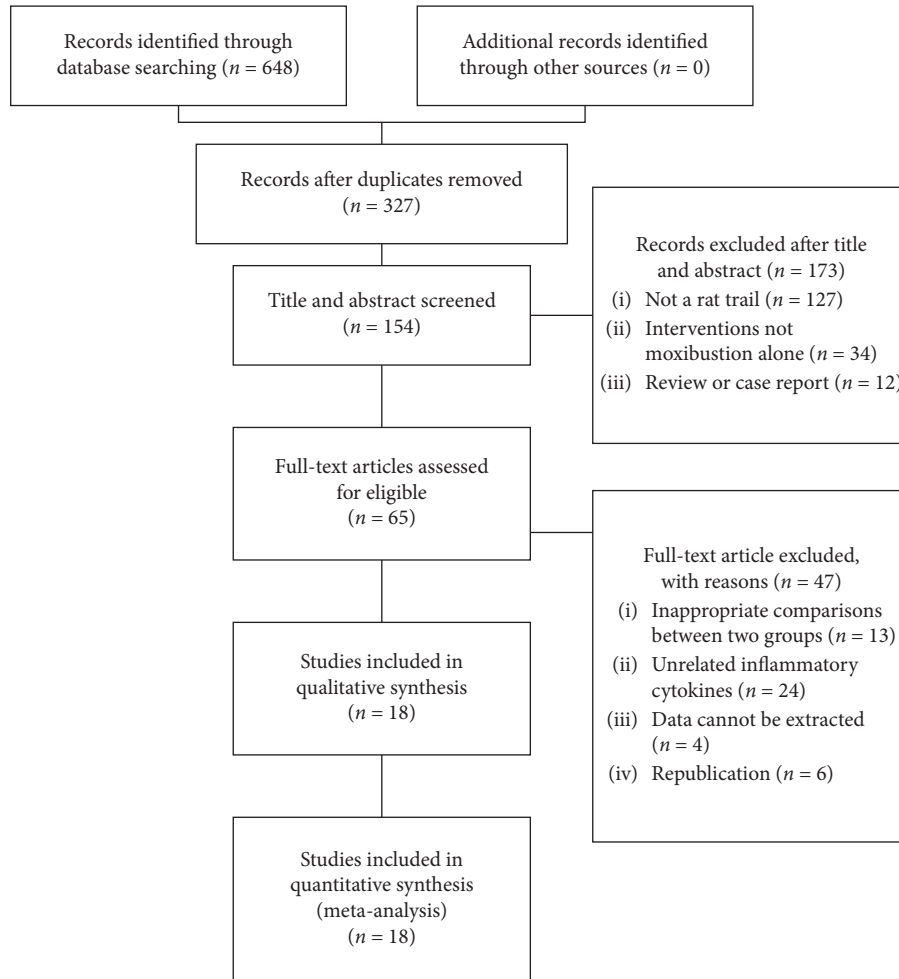 Records identified through
database searching (n = 648)
Additional records identified
through other sources (n = 0)
Records after duplicates removed
(n = 327)
Title and abstract screened
(n = 154)
Records excluded after title
and abstract (n = 173)
(i) Not a rat trail (n = 127)
(ii) Interventions not
moxibustion alone (n = 34)
(iii) Review or case report (n = 12)
Full-text articles assessed
for eligible
(n = 65)
Full-text article excluded,
with reasons (n = 47)
(i) Inappropriate comparisons
between two groups (n = 13)
(ii) Unrelated inflammatory
cytokines (n = 24)
(iii) Data cannot be extracted
(n = 4)
(iv) Republication (n = 6)
Studies included in
qualitative synthesis
(n = 18)
Studies included in
quantitative synthesis
(meta-analysis)
(n = 18)